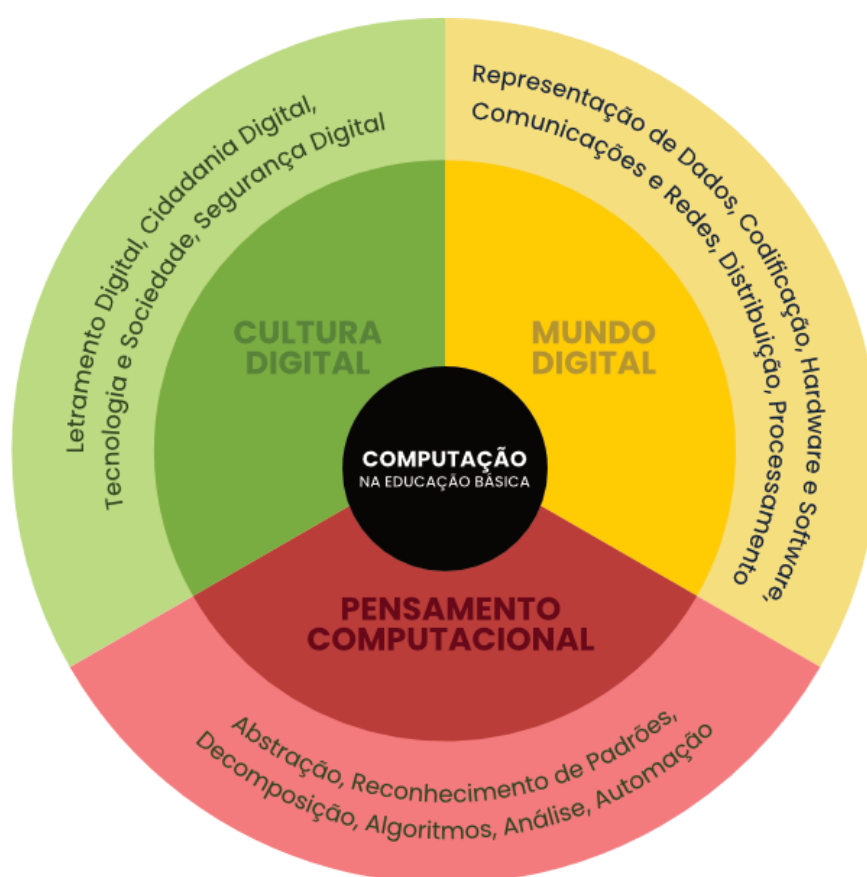 Letramento Digital, Cidadania Digital,
Tecnologia e Sociedade, Segurança Digital
Representação de Dados, Codificação, Hardware e Software,
Comunicações e Redes, Distribuição, Processamento
CULTURA
DIGITAL
MUNDO
DIGITAL
COMPUTAÇÃO
NA EDUCAÇÃO BÁSICA
PENSAMENTO
COMPUTACIONAL
Abstração, Reconhecimento de Padrões,
Decomposição, Algoritmos, Análise, Automação